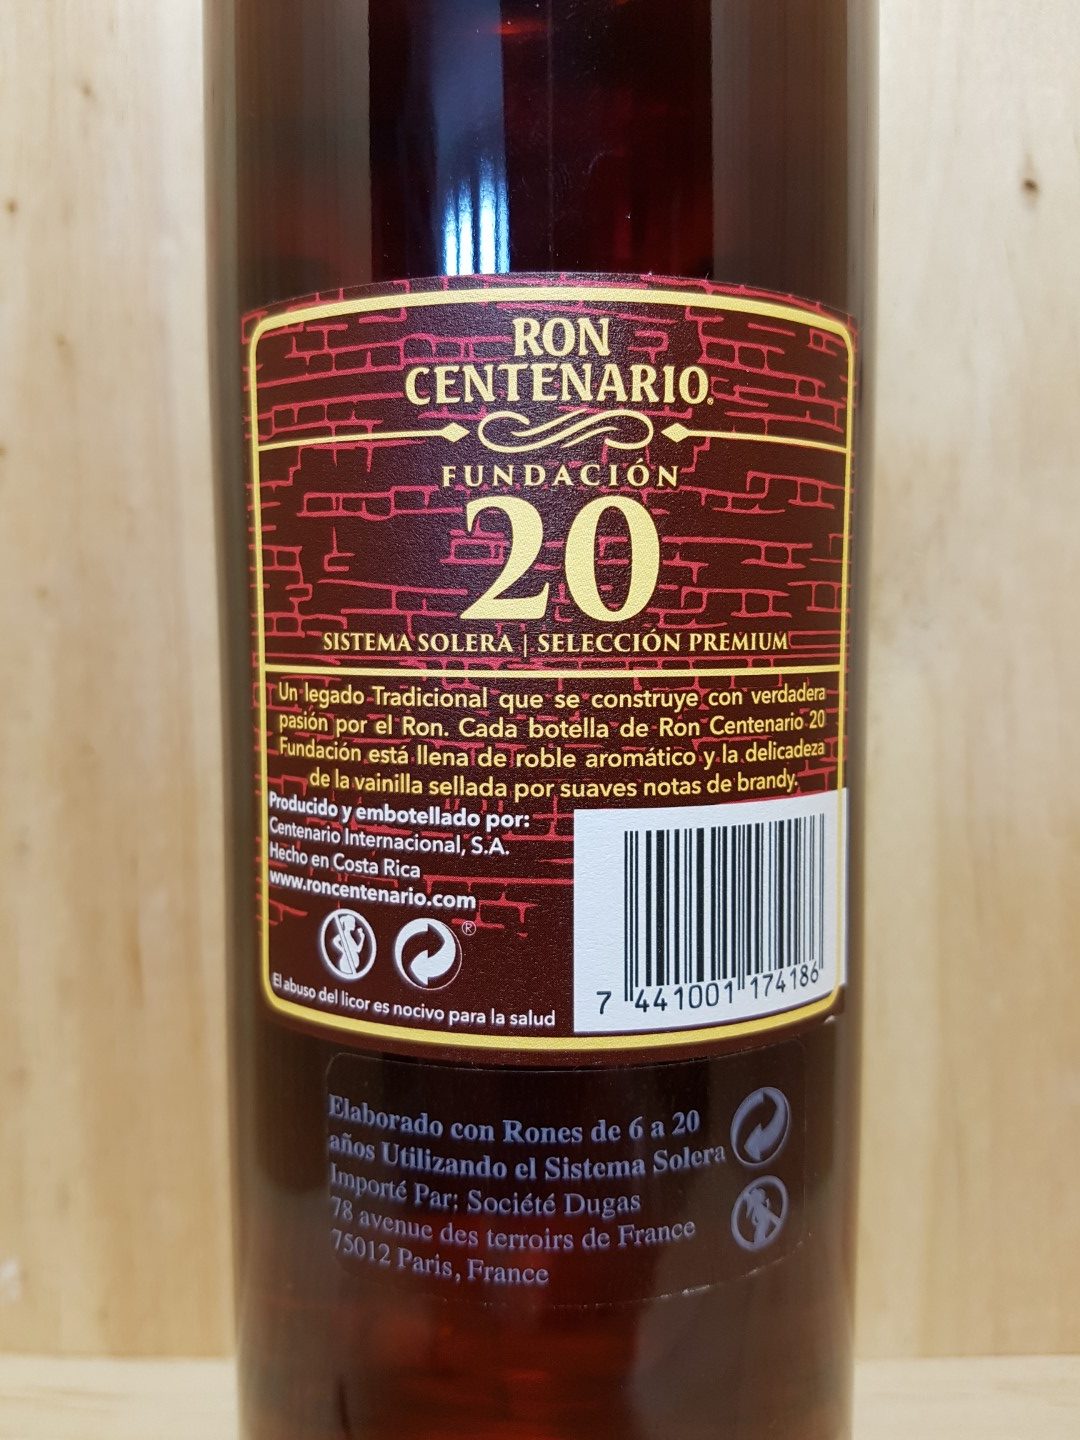 RON
CENTENARIO®
FUNDACIÓN
20
SISTEMA SOLERA | SELECCIÓN PREMIUM
Un legado Tradicional que se construye con verdadera
pasión por el Ron. Cada botella de Ron Centenario 20
Fundación está llena de roble aromático y la delicadeza
de la vainilla sellada por suaves notas de brandy.
Producido y embotellado por:
Centenario Internacional, S.A.
Hecho en Costa Rica
www.roncentenario.com
®
El abuso del licor es nocivo para la salud
7 441001 174186
Elaborado con Rones de 6 a 20
años Utilizando el Sistema Solera
Importé Par: Société Dugas
78 avenue des terroirs de France
75012 Paris, France